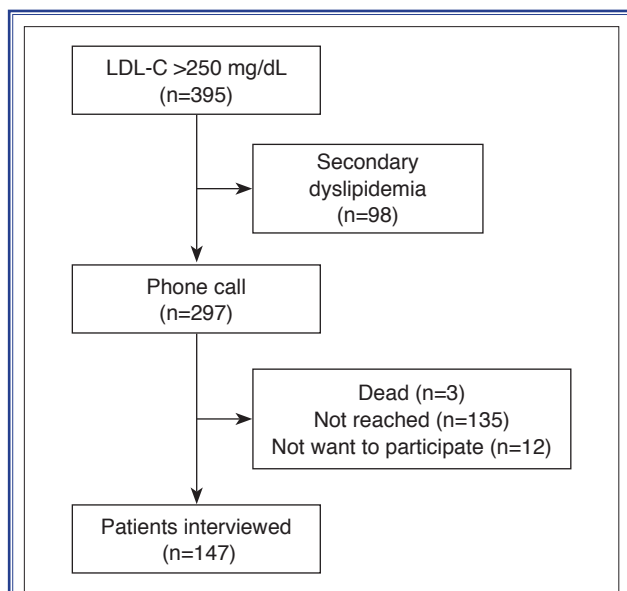 LDL-C >250 mg/dL
(n=395)
Secondary
dyslipidemia
(n=98)
Phone call
(n=297)
Dead (n=3)
Not reached (n=135)
Not want to participate (n=12)
Patients interviewed
(n=147)